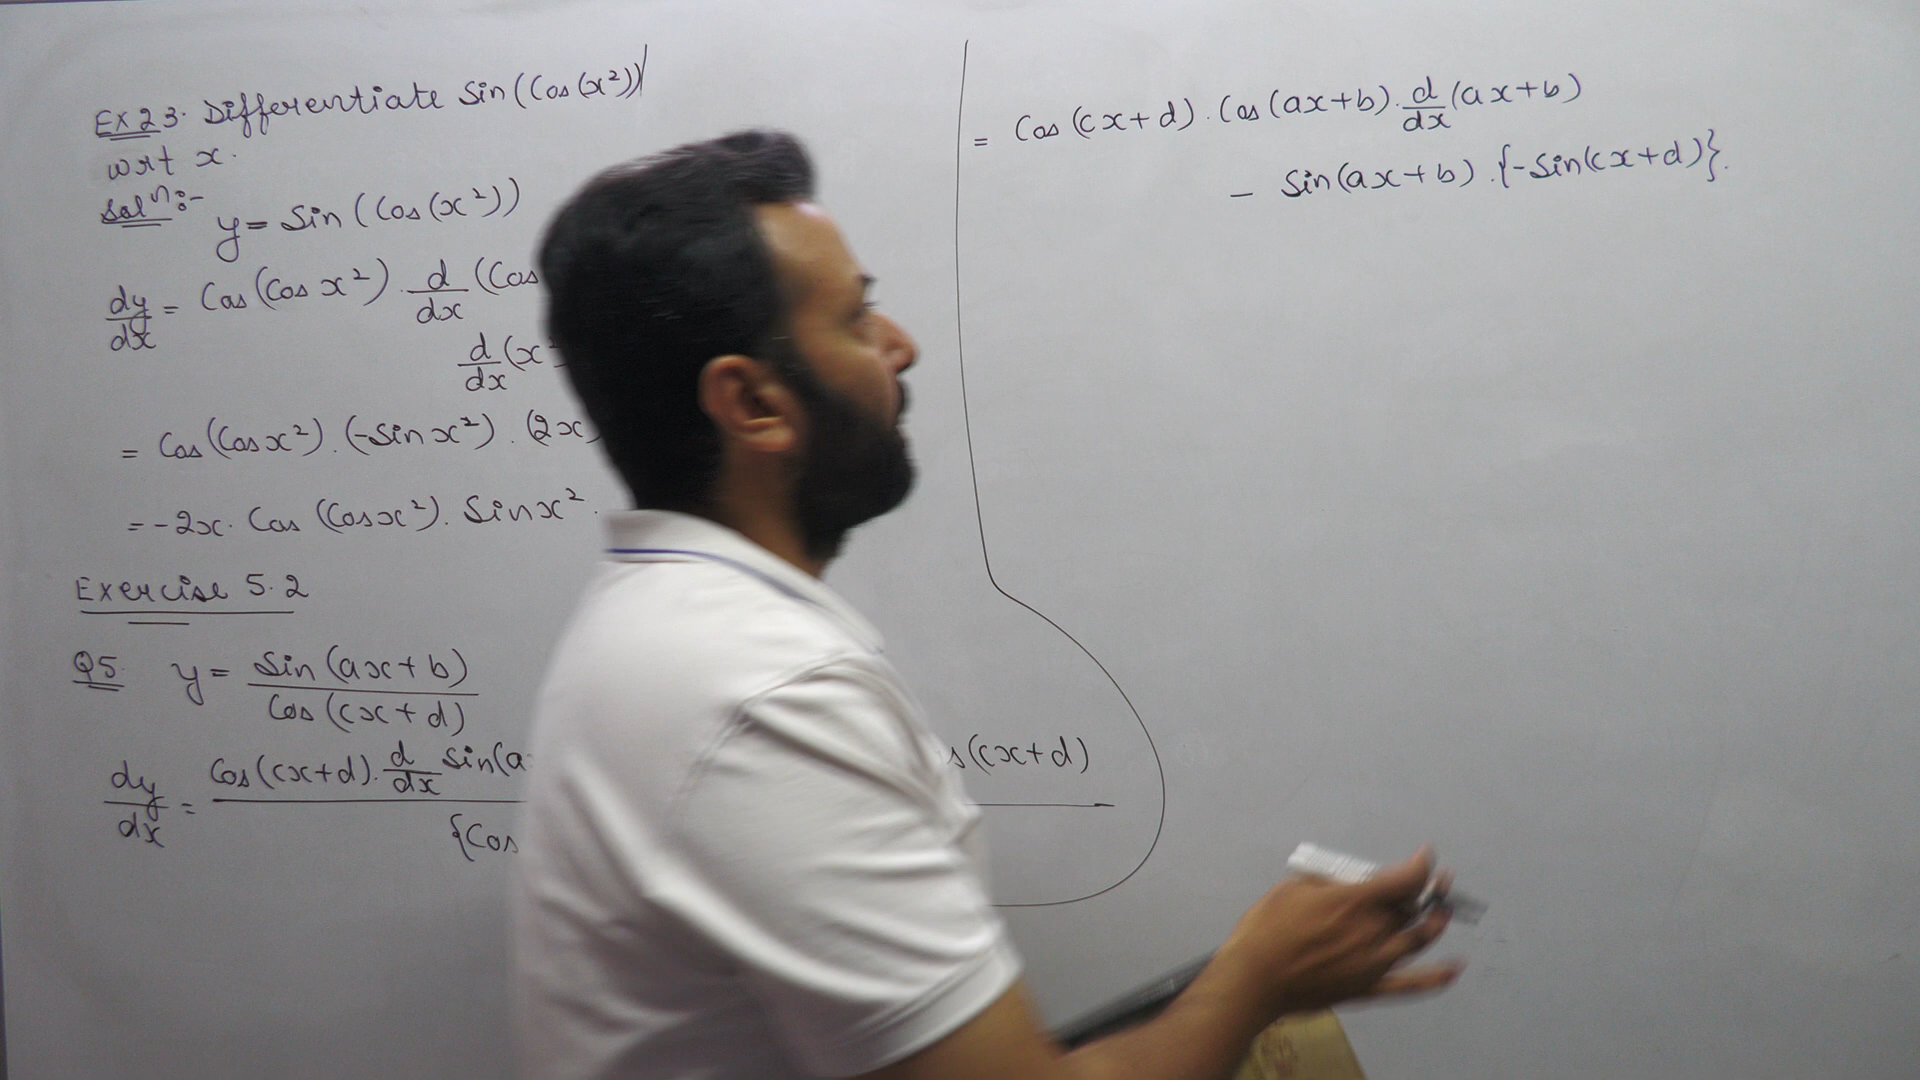 Ex 23. Differentiate Sin(Cos(x²))
wrt x.
Solⁿ:-
y = Sin(Cos(x²))
dy/dx = Cos(Cos x²) . d/dx (Cos
d/dx (x²
= Cos(Cos x²) . (-Sin x²) . (2x)
= -2x . Cos (Cos x²) . Sin x² .
Exercise 5.2
Q5. y = Sin (ax + b) / Cos (cx + d)
dy/dx = Cos (cx+d) . d/dx Sin(a s(cx+d) / {Cos
= Cos (cx+d) . Cos (ax+b) . d/dx (ax+b)
- Sin(ax+b) . {-Sin(cx+d)} .